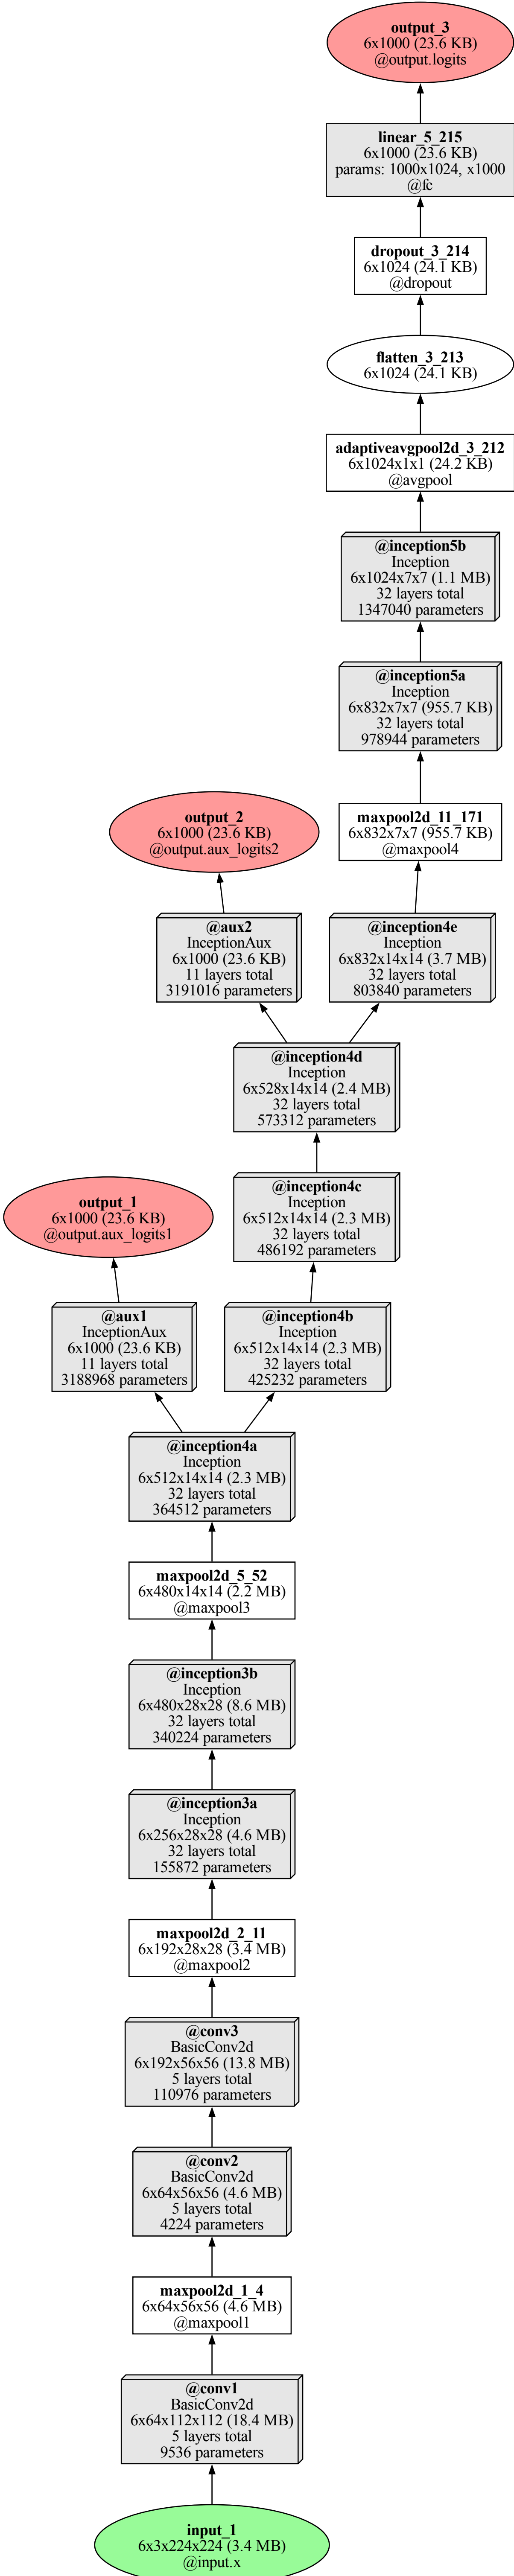 output_3
6x1000 (23.6 KB)
@output.logits
linear_5_215
6x1000 (23.6 KB)
params: 1000x1024, x1000
@fc
dropout_3_214
6x1024 (24.1 KB)
@dropout
flatten_3_213
6x1024 (24.1 KB)
adaptiveavgpool2d_3_212
6x1024x1x1 (24.2 KB)
@avgpool
@inception5b
Inception
6x1024x7x7 (1.1 MB)
32 layers total
1347040 parameters
@inception5a
Inception
6x832x7x7 (955.7 KB)
32 layers total
978944 parameters
maxpool2d_11_171
6x832x7x7 (955.7 KB)
@maxpool4
output_2
6x1000 (23.6 KB)
@output.aux_logits2
@aux2
InceptionAux
6x1000 (23.6 KB)
11 layers total
3191016 parameters
@inception4e
Inception
6x832x14x14 (3.7 MB)
32 layers total
803840 parameters
@inception4d
Inception
6x528x14x14 (2.4 MB)
32 layers total
573312 parameters
@inception4c
Inception
6x512x14x14 (2.3 MB)
32 layers total
486192 parameters
output_1
6x1000 (23.6 KB)
@output.aux_logits1
@aux1
InceptionAux
6x1000 (23.6 KB)
11 layers total
3188968 parameters
@inception4b
Inception
6x512x14x14 (2.3 MB)
32 layers total
425232 parameters
@inception4a
Inception
6x512x14x14 (2.3 MB)
32 layers total
364512 parameters
maxpool2d_5_52
6x480x14x14 (2.2 MB)
@maxpool3
@inception3b
Inception
6x480x28x28 (8.6 MB)
32 layers total
340224 parameters
@inception3a
Inception
6x256x28x28 (4.6 MB)
32 layers total
155872 parameters
maxpool2d_2_11
6x192x28x28 (3.4 MB)
@maxpool2
@conv3
BasicConv2d
6x192x56x56 (13.8 MB)
5 layers total
110976 parameters
@conv2
BasicConv2d
6x64x56x56 (4.6 MB)
5 layers total
4224 parameters
maxpool2d_1_4
6x64x56x56 (4.6 MB)
@maxpool1
@conv1
BasicConv2d
6x64x112x112 (18.4 MB)
5 layers total
9536 parameters
input_1
6x3x224x224 (3.4 MB)
@input.x